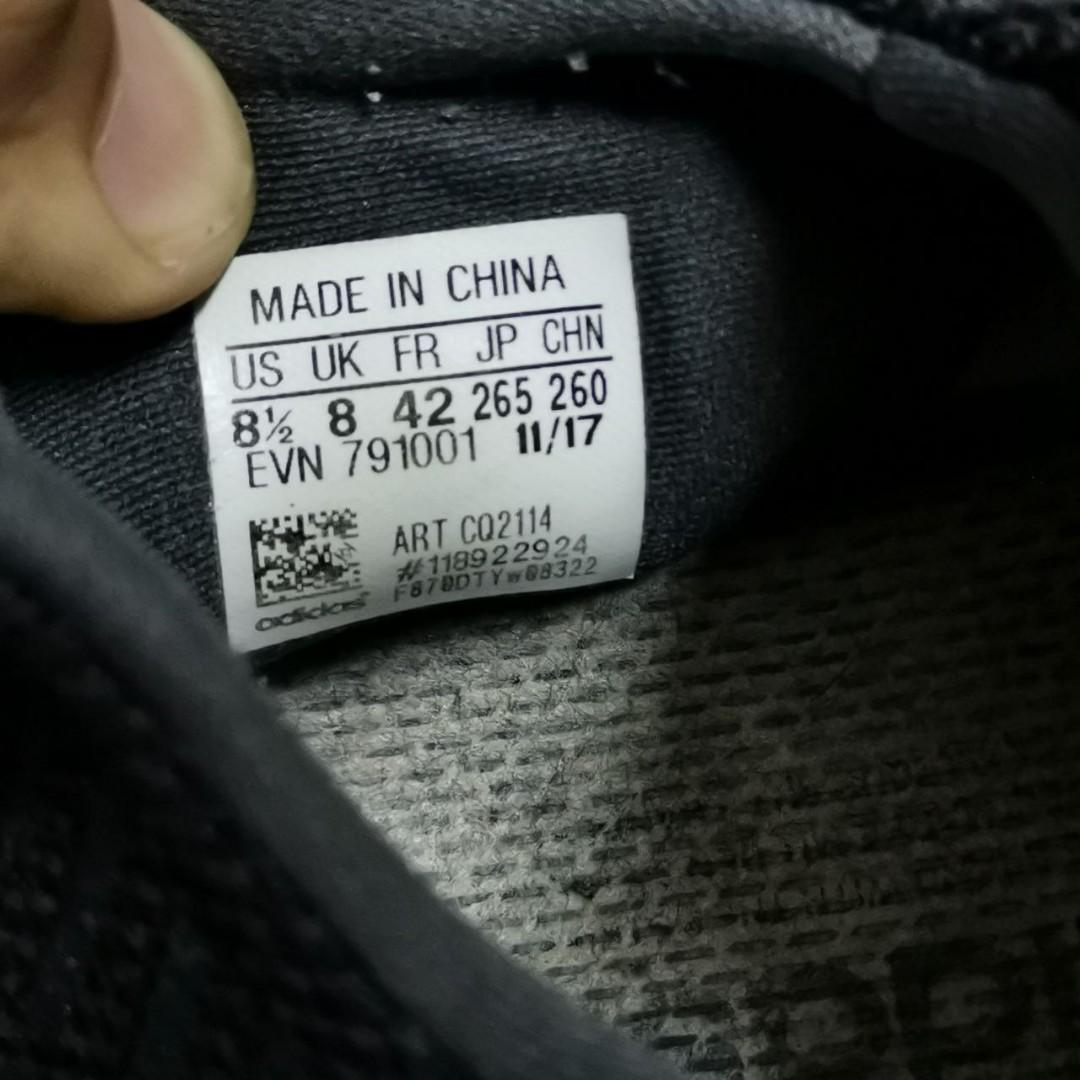 MADE IN CHINA
US UK FR JP CHN
8½ 8 42 265 260
EVN 791001 11/17
ART CQ2114
#118922924
F870DTYw08322
adidas